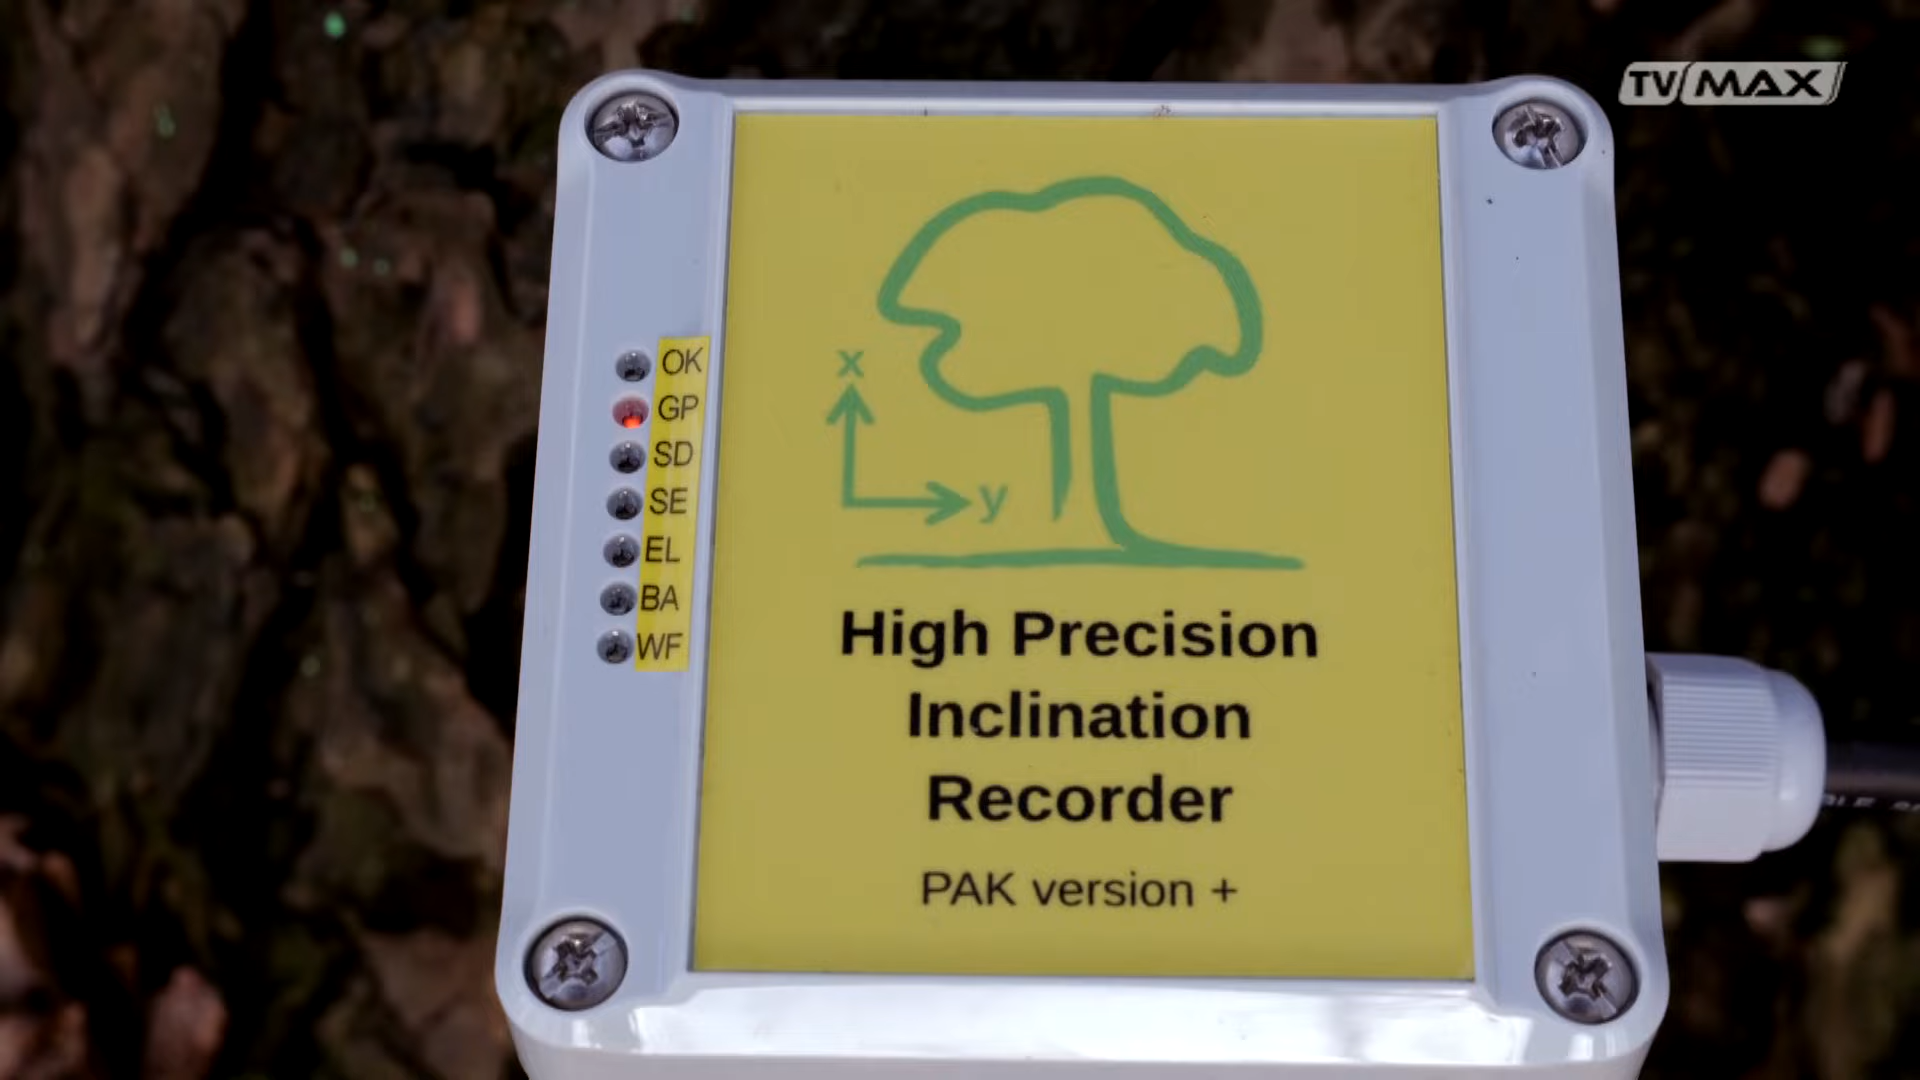 TV MAX
OK
GP
SD
SE
EL
BA
WF
x
y
High Precision
Inclination
Recorder
PAK version +